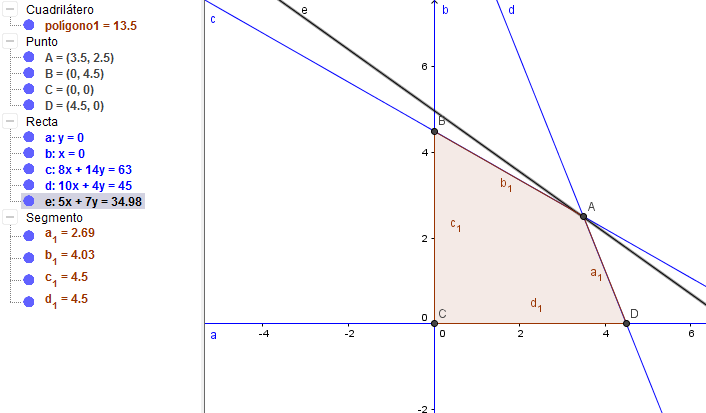 Cuadrilátero
polígono1 = 13.5
Punto
A = (3.5, 2.5)
B = (0, 4.5)
C = (0, 0)
D = (4.5, 0)
Recta
a: y = 0
b: x = 0
c: 8x + 14y = 63
d: 10x + 4y = 45
e: 5x + 7y = 34.98
Segmento
a1 = 2.69
b1 = 4.03
c1 = 4.5
d1 = 4.5
c
e
b
d
6
B
4
b1
A
c1
2
a1
d1
0
C
D
a
-4
-2
0
2
4
6
-2